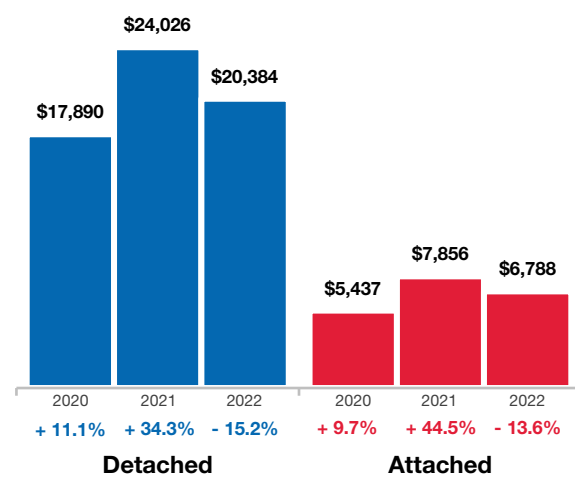 $24,026
$20,384
$17,890
$7,856
$6,788
$5,437
2020 2021 2022 2020 2021 2022
+ 11.1% + 34.3% - 15.2% + 9.7% + 44.5% - 13.6%
Detached Attached